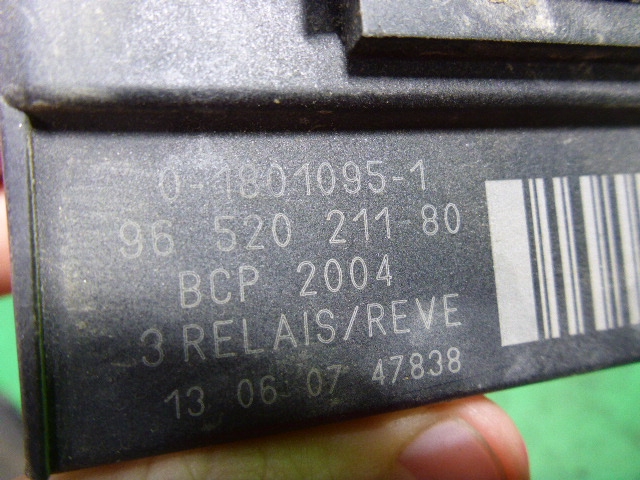 0-1801095-1
96 520 211-80
BCP 2004
3 RELAIS/REVE
13 06 07 47838